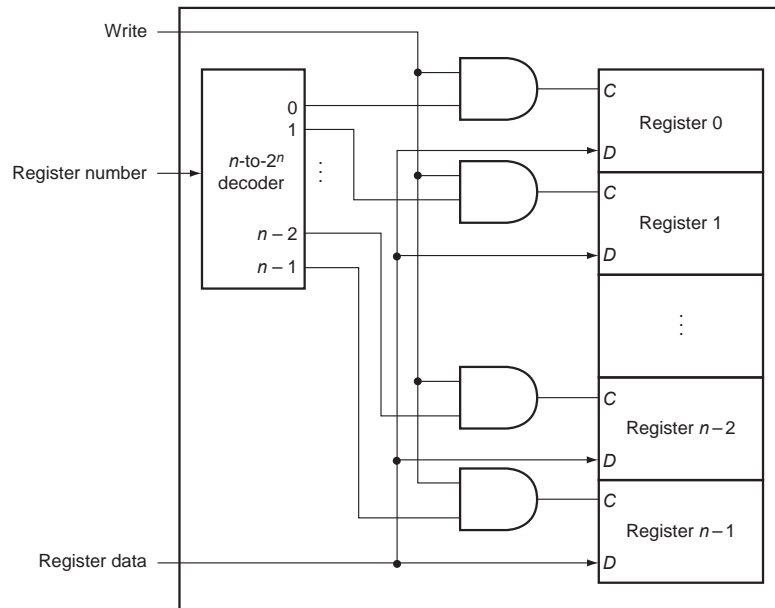 Write
0
1
n-to-2ⁿ
decoder
⋮
n – 2
n – 1
Register number
Register data
C
Register 0
D
C
Register 1
D
⋮
C
Register n – 2
D
C
Register n – 1
D